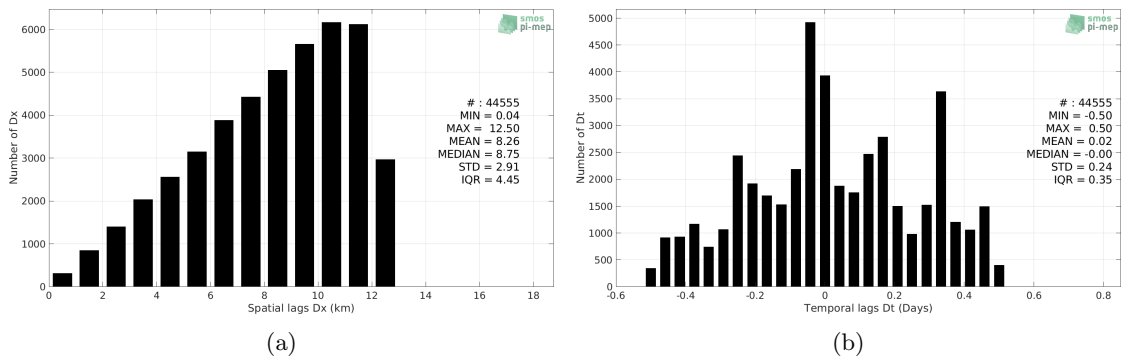 6000
5000
4000
3000
2000
1000
0
Number of Dx
0 2 4 6 8 10 12 14 16 18
Spatial lags Dx (km)
smos
pi-mep
# : 44555
MIN = 0.04
MAX = 12.50
MEAN = 8.26
MEDIAN = 8.75
STD = 2.91
IQR = 4.45
(a)
5000
4500
4000
3500
3000
2500
2000
1500
1000
500
0
Number of Dt
-0.6 -0.4 -0.2 0 0.2 0.4 0.6 0.8
Temporal lags Dt (Days)
smos
pi-mep
# : 44555
MIN = -0.50
MAX = 0.50
MEAN = 0.02
MEDIAN = -0.00
STD = 0.24
IQR = 0.35
(b)